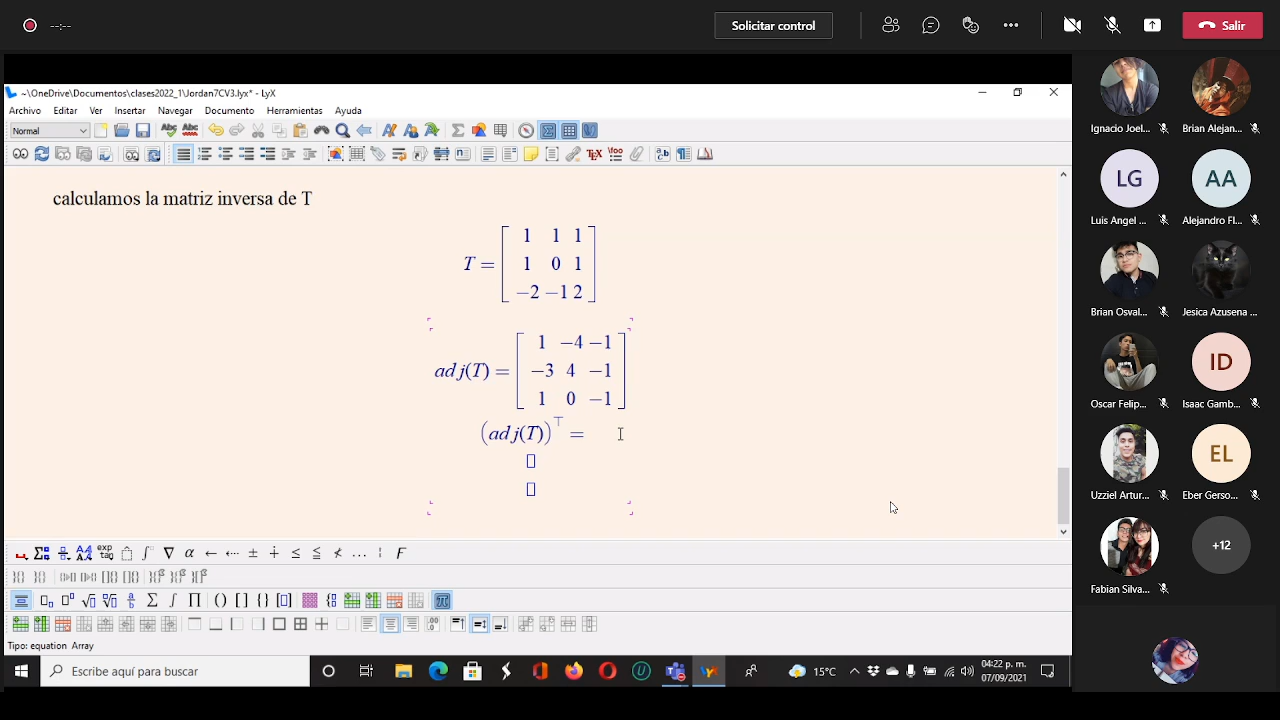 --:--
Solicitar control
Salir
~\OneDrive\Documentos\clases2022_1\Jordan7CV3.lyx* - LyX
Archivo Editar Ver Insertar Navegar Documento Herramientas Ayuda
Normal
calculamos la matriz inversa de T
T = [ 1 1 1
1 0 1
−2 −1 2 ]
adj(T) = [ 1 −4 −1
−3 4 −1
1 0 −1 ]
(adj(T))⊤ =
Tipo: equation Array
Escribe aquí para buscar
15°C
04:22 p. m.
07/09/2021
Ignacio Joel...
Brian Alejan...
LG
AA
Luis Angel ...
Alejandro Fl...
Brian Osval...
Jesica Azusena ...
ID
Oscar Felip...
Isaac Gamb...
EL
Uzziel Artur...
Eber Gerso...
+12
Fabian Silva...